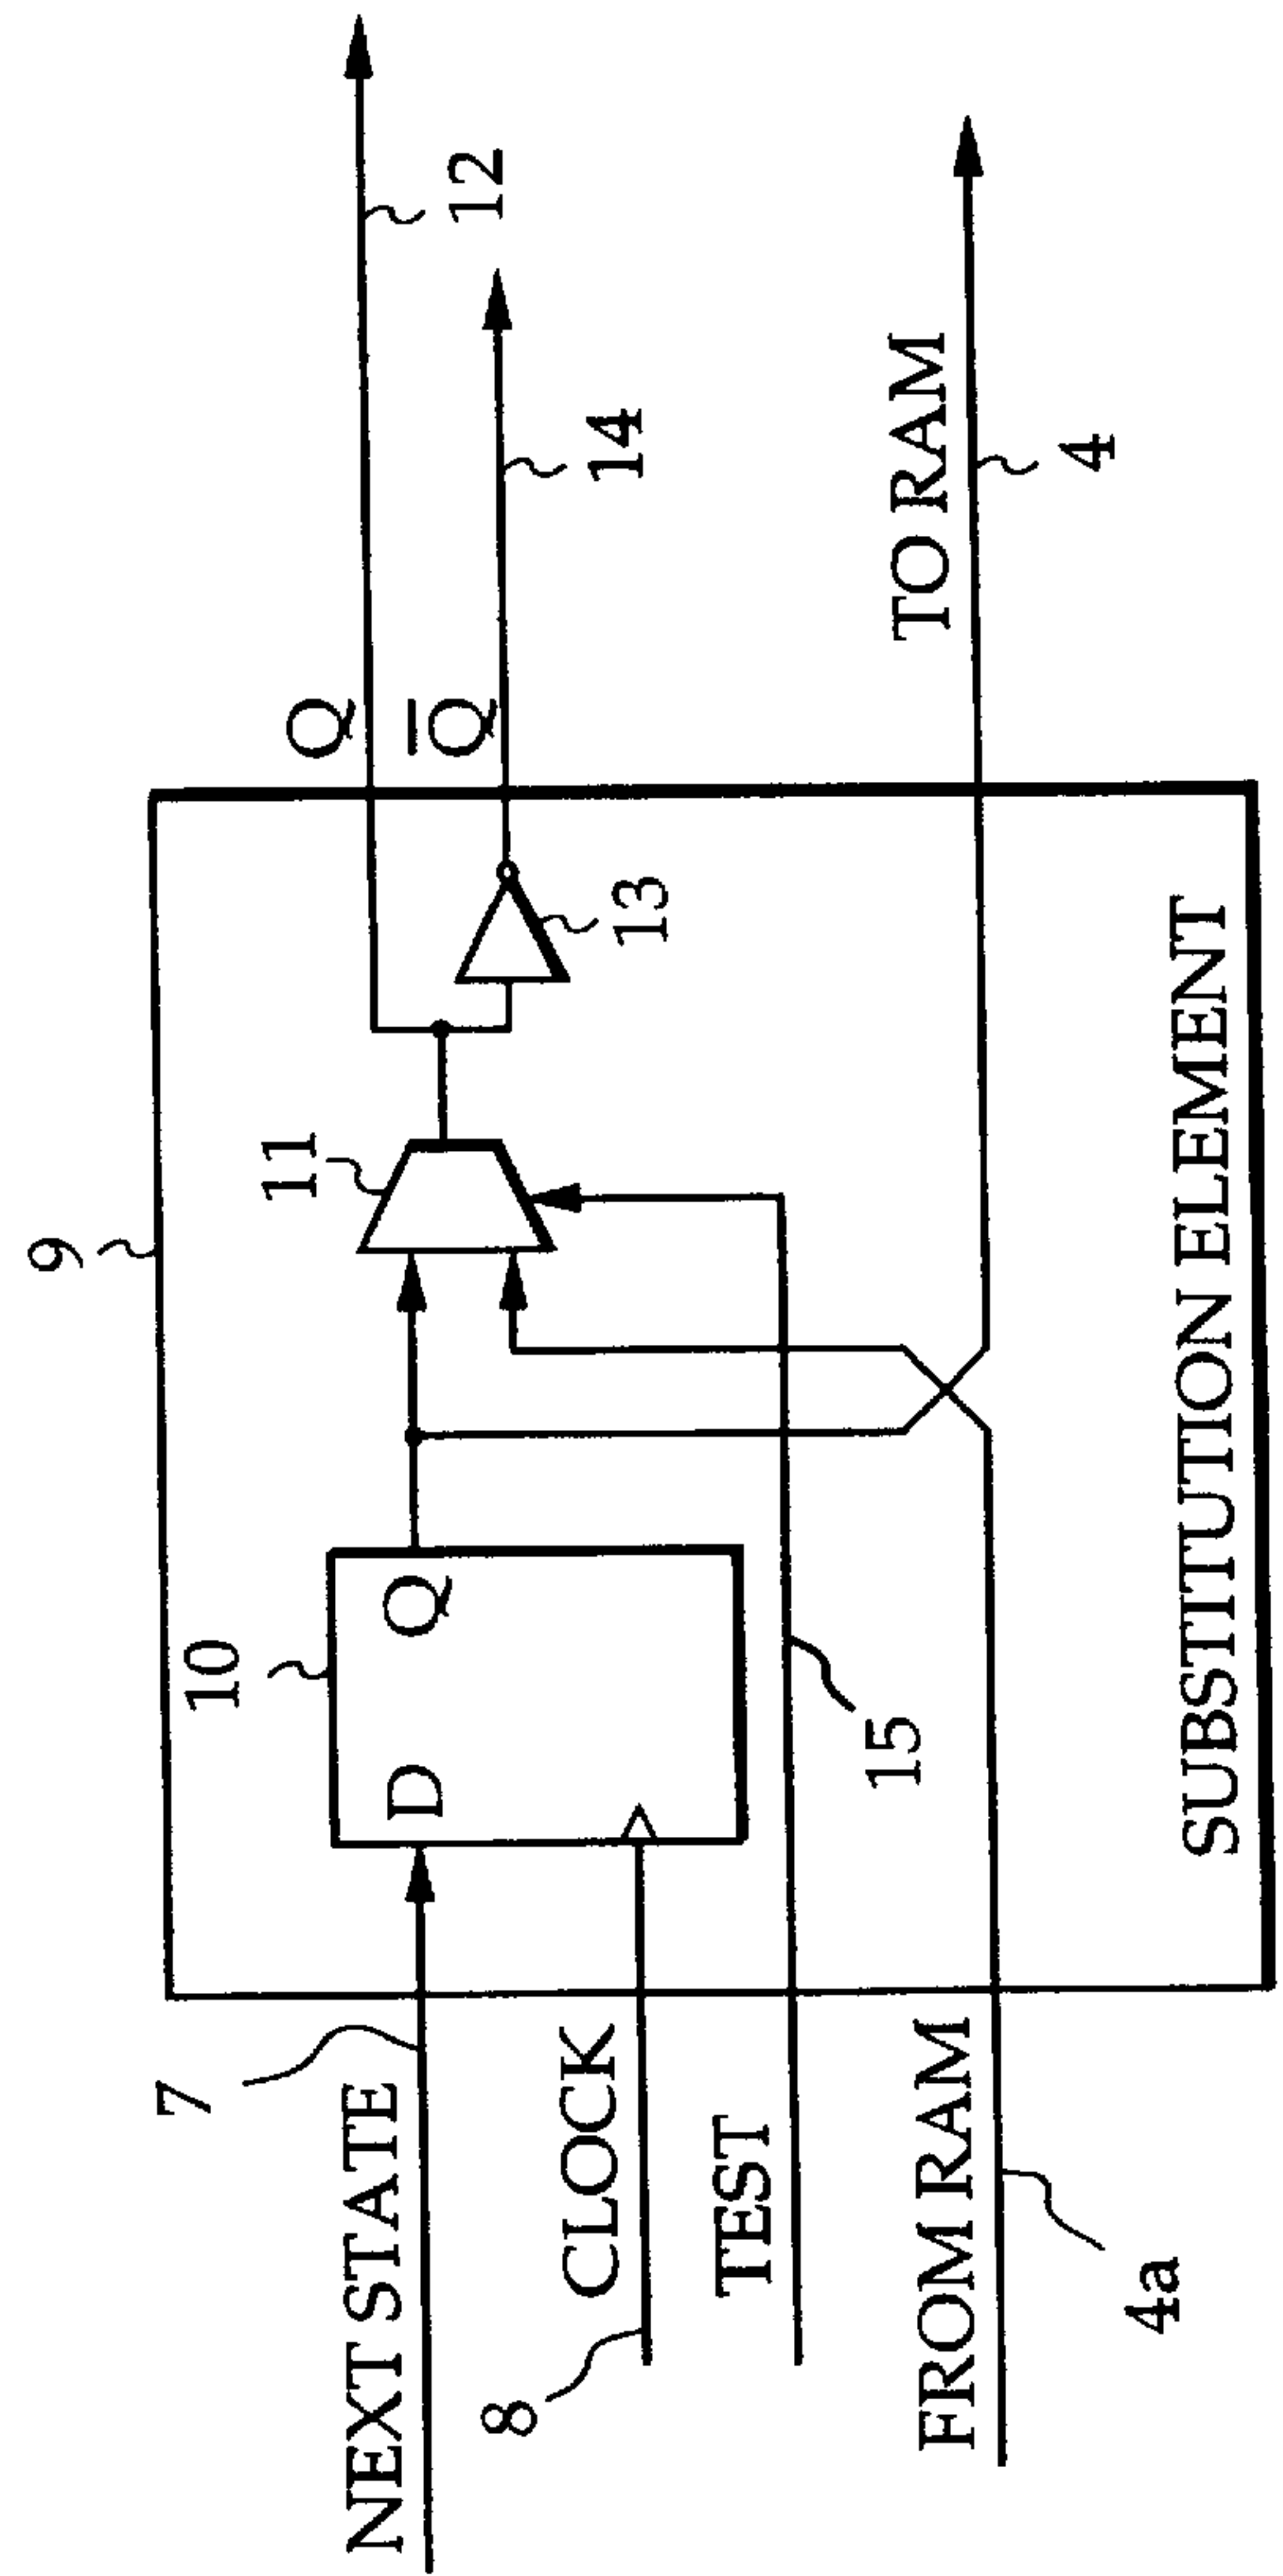 9
10
11
Q
12
7
NEXT STATE
D
Q
Q̅
14
13
8
CLOCK
TEST
15
TO RAM
4
FROM RAM
4a
SUBSTITUTION ELEMENT